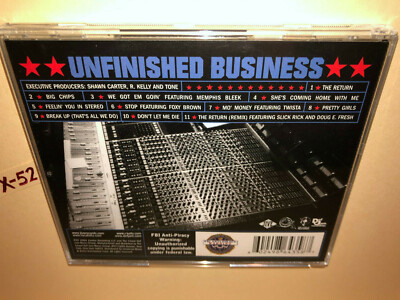 UNFINISHED BUSINESS
EXECUTIVE PRODUCERS: SHAWN CARTER, R. KELLY AND TONE 1 THE RETURN
2 BIG CHIPS 3 WE GOT EM GOIN' FEATURING MEMPHIS BLEEK 4 SHE'S COMING HOME WITH ME
5 FEELIN' YOU IN STEREO 6 STOP FEATURING FOXY BROWN 7 MO' MONEY FEATURING TWISTA 8 PRETTY GIRLS
9 BREAK UP (THAT'S ALL WE DO) 10 DON'T LET ME DIE 11 THE RETURN (REMIX) FEATURING SLICK RICK AND DOUG E. FRESH
X-52
FBI Anti-Piracy
Warning:
Unauthorized
copying is punishable
under federal law.